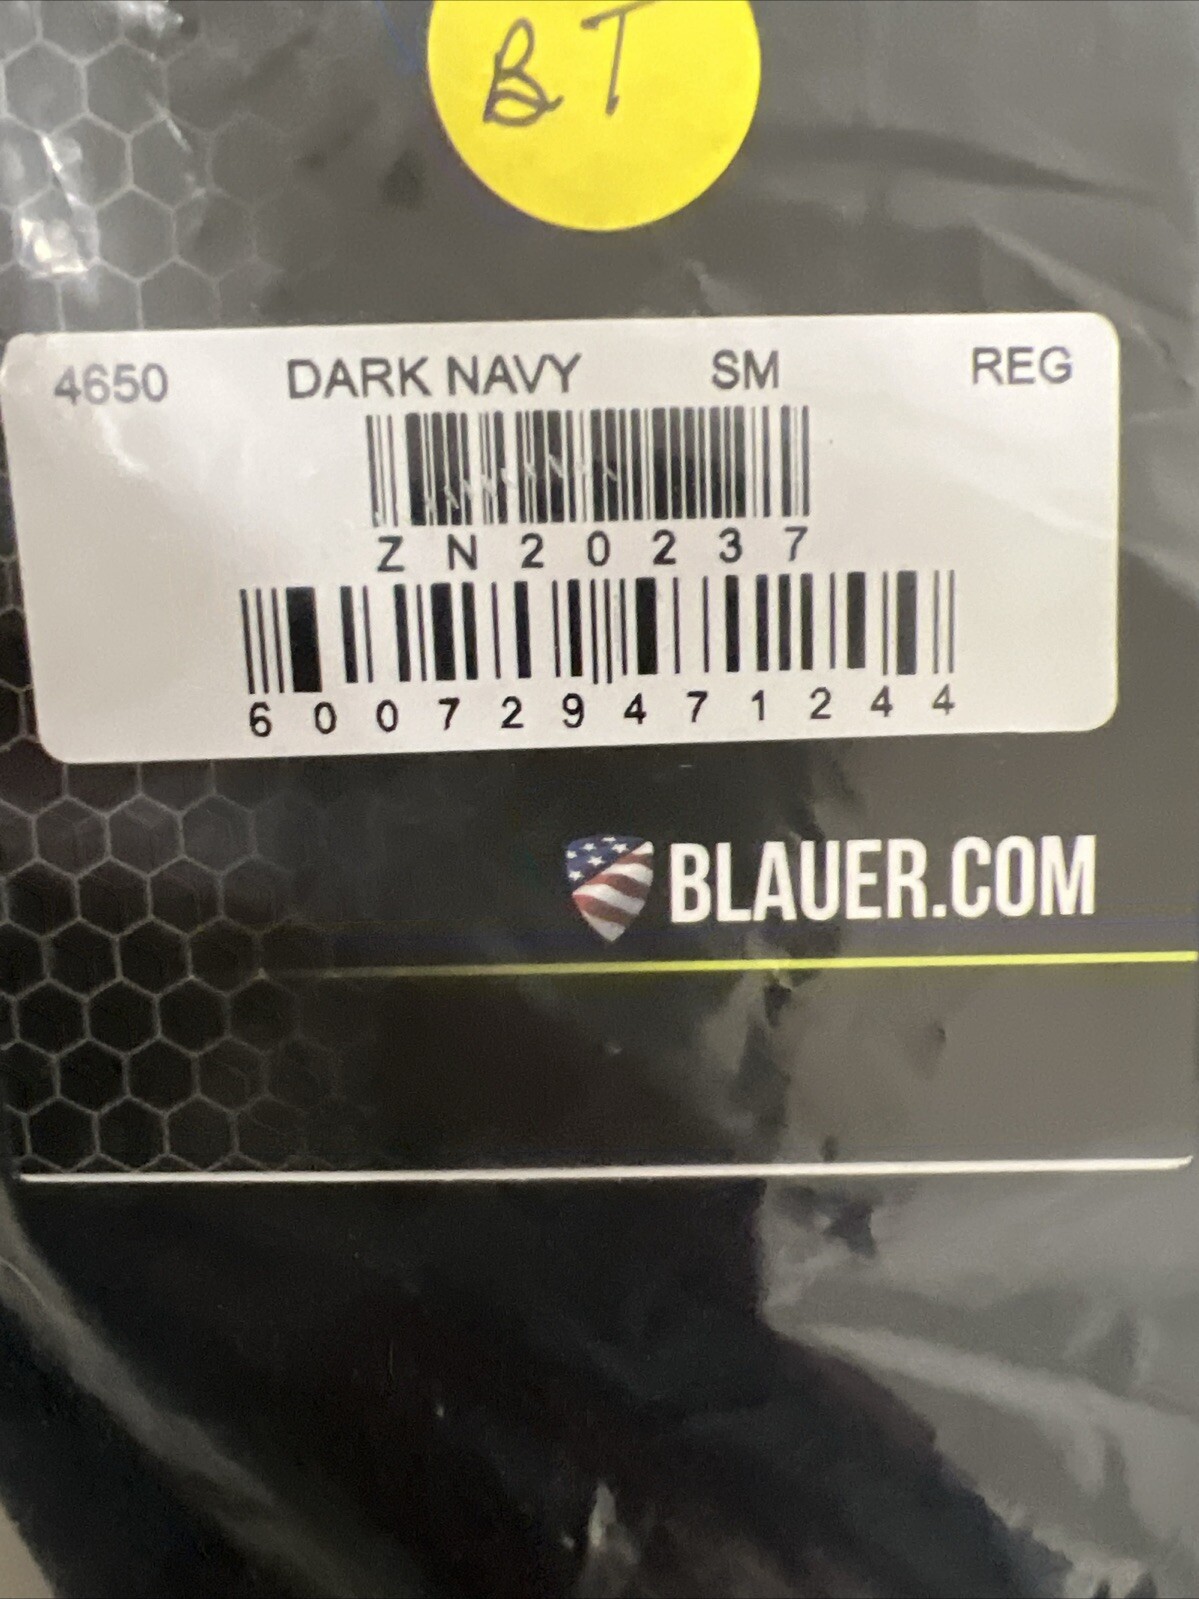 BT
4650 DARK NAVY SM REG
ZN20237
600729471244
BLAUER.COM